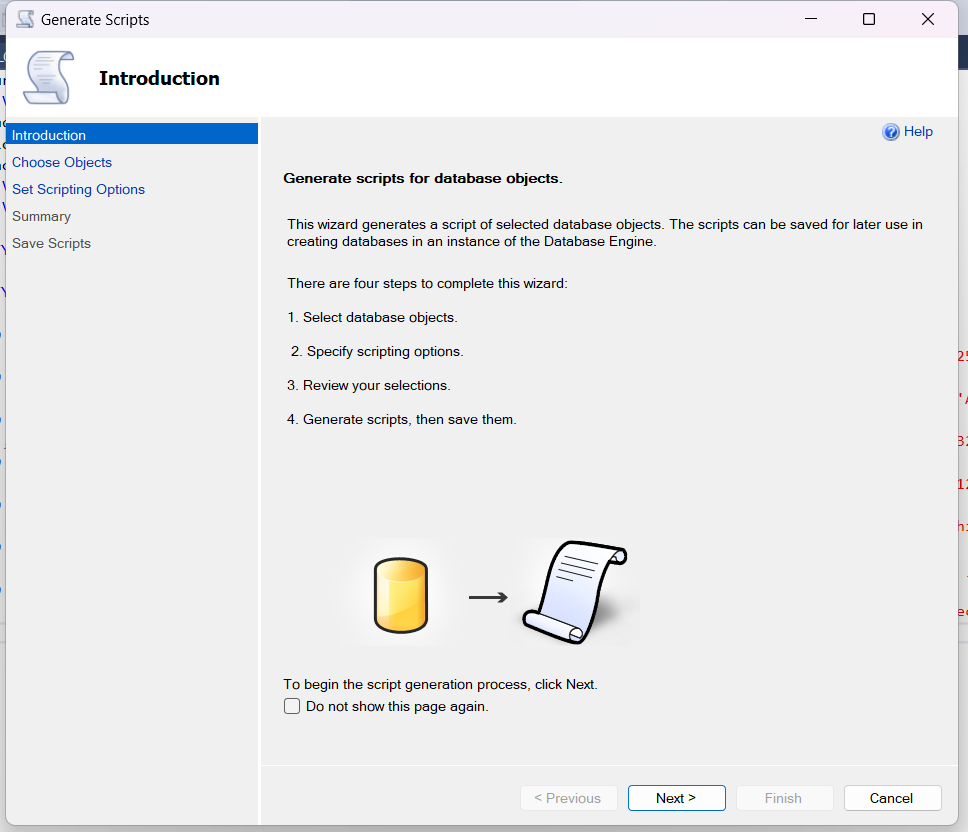 Generate Scripts
Introduction
Introduction
Choose Objects
Set Scripting Options
Summary
Save Scripts
Help
Generate scripts for database objects.
This wizard generates a script of selected database objects. The scripts can be saved for later use in
creating databases in an instance of the Database Engine.
There are four steps to complete this wizard:
1. Select database objects.
2. Specify scripting options.
3. Review your selections.
4. Generate scripts, then save them.
To begin the script generation process, click Next.
Do not show this page again.
< Previous
Next >
Finish
Cancel